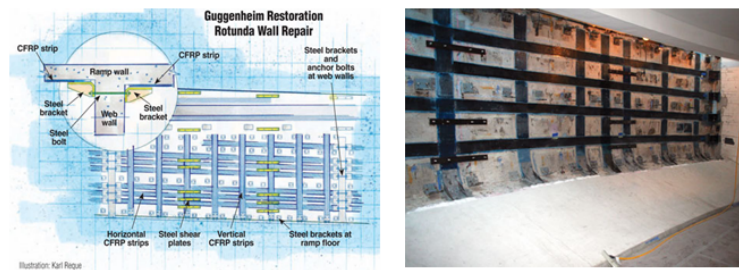 Guggenheim Restoration
Rotunda Wall Repair
CFRP strip
CFRP strip
Ramp wall
Steel
bracket
Web
wall
Steel
bracket
Steel
bolt
Steel brackets
and
anchor bolts
at web walls
Horizontal
CFRP strips
Steel shear
plates
Vertical
CFRP strips
Steel brackets at
ramp floor
Illustration: Karl Reque